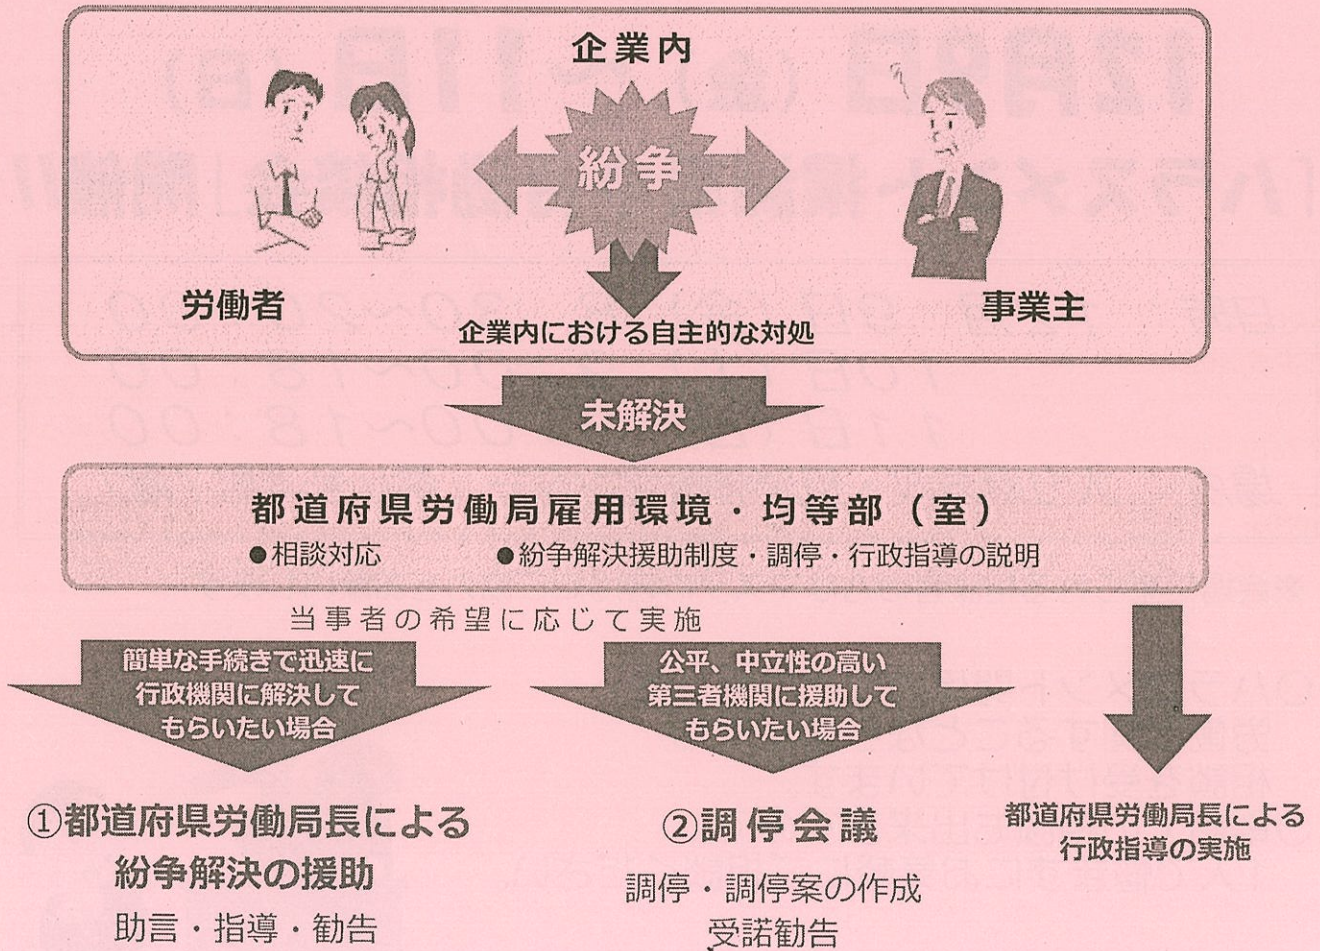 企業内
紛争
労働者
事業主
企業内における自主的な対処
未解決
都道府県労働局雇用環境・均等部（室）
●相談対応
●紛争解決援助制度・調停・行政指導の説明
当事者の希望に応じて実施
簡単な手続きで迅速に
行政機関に解決して
もらいたい場合
公平、中立性の高い
第三者機関に援助して
もらいたい場合
①都道府県労働局長による
紛争解決の援助
助言・指導・勧告
②調停会議
調停・調停案の作成
受諾勧告
都道府県労働局長による
行政指導の実施